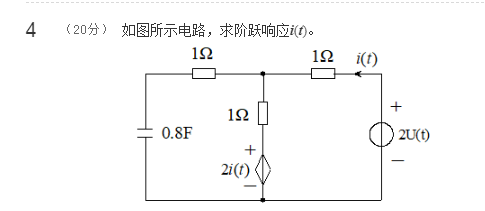 4 （20分） 如图所示电路，求阶跃响应i(t)。
1Ω 1Ω i(t)
1Ω + 
0.8F 2U(t)
+ −
2i(t)
−